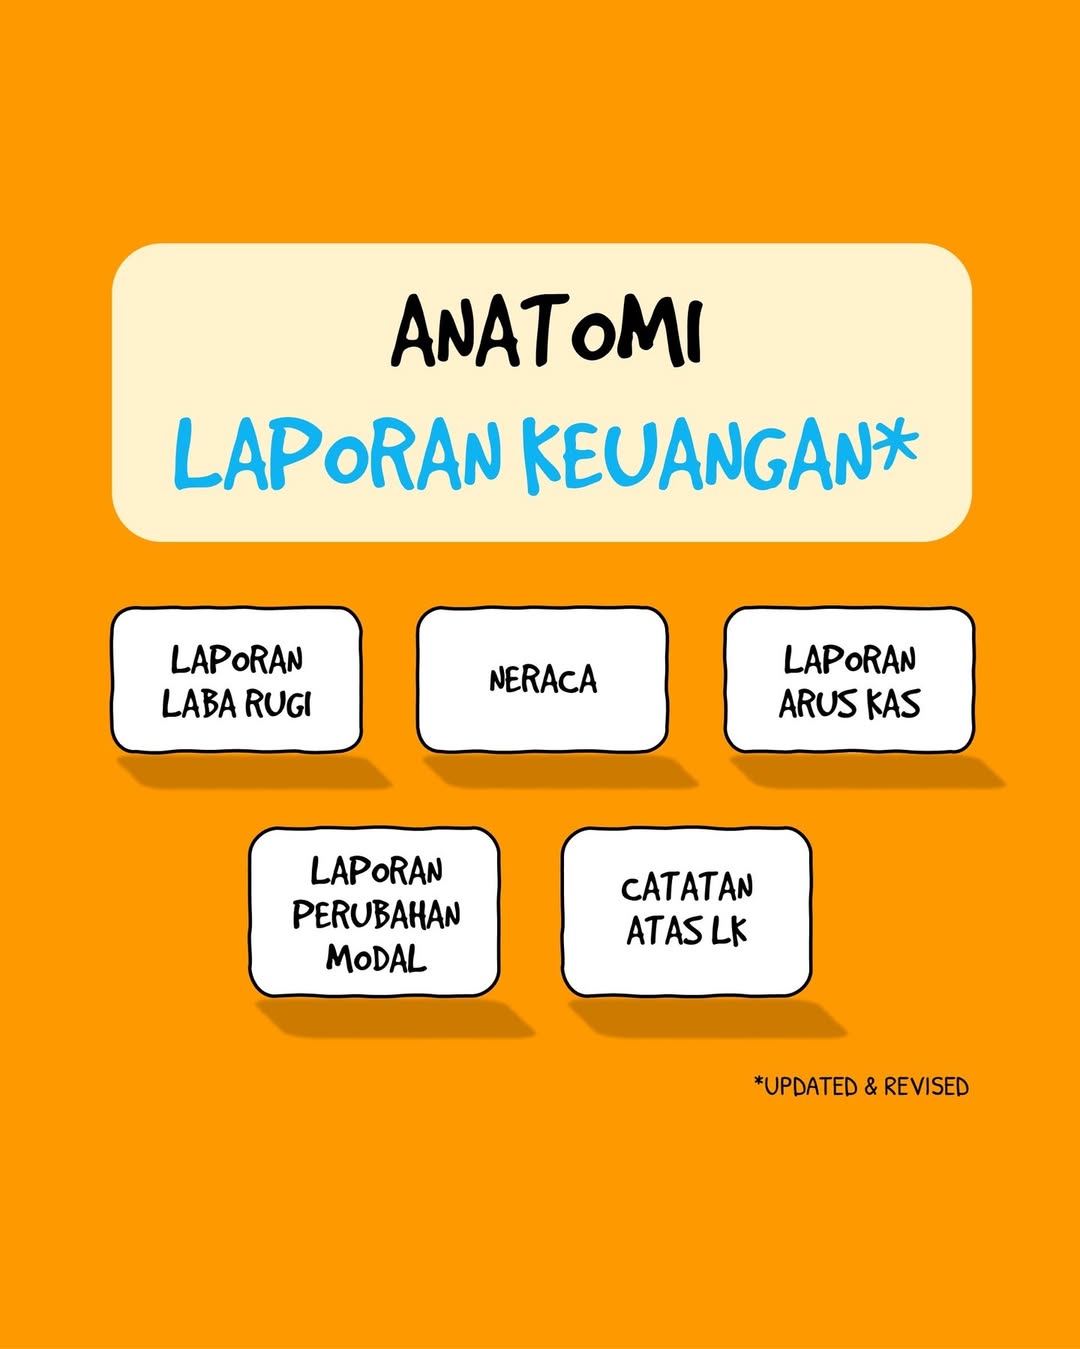 ANATOMI
LAPORAN KEUANGAN*
LAPORAN
LABA RUGI
NERACA
LAPORAN
ARUS KAS
LAPORAN
PERUBAHAN
MODAL
CATATAN
ATAS LK
*UPDATED & REVISED